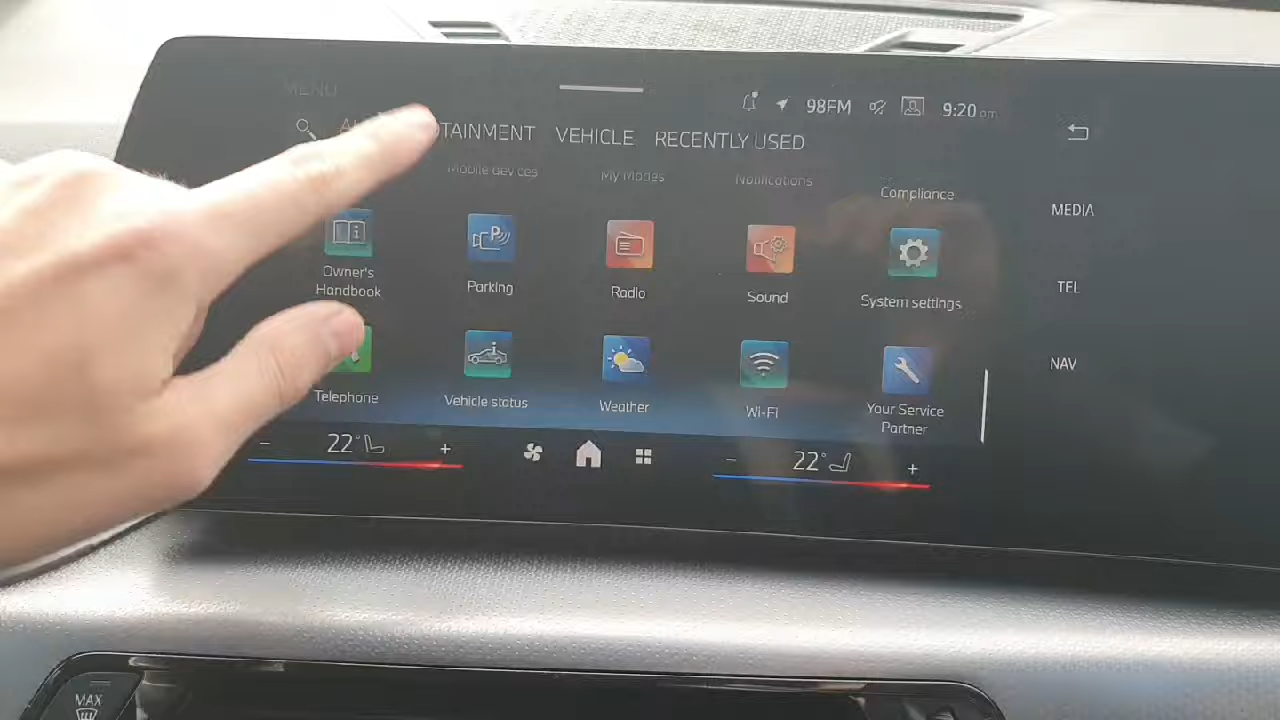 MENU
98FM 9:20 am
TAINMENT VEHICLE RECENTLY USED
Mobile devices My Modes Notifications Compliance
MEDIA
Owner's
Handbook Parking Radio Sound System settings
TEL
NAV
Telephone Vehicle status Weather Wi-Fi Your Service
Partner
- 22° + - 22° +
MAX